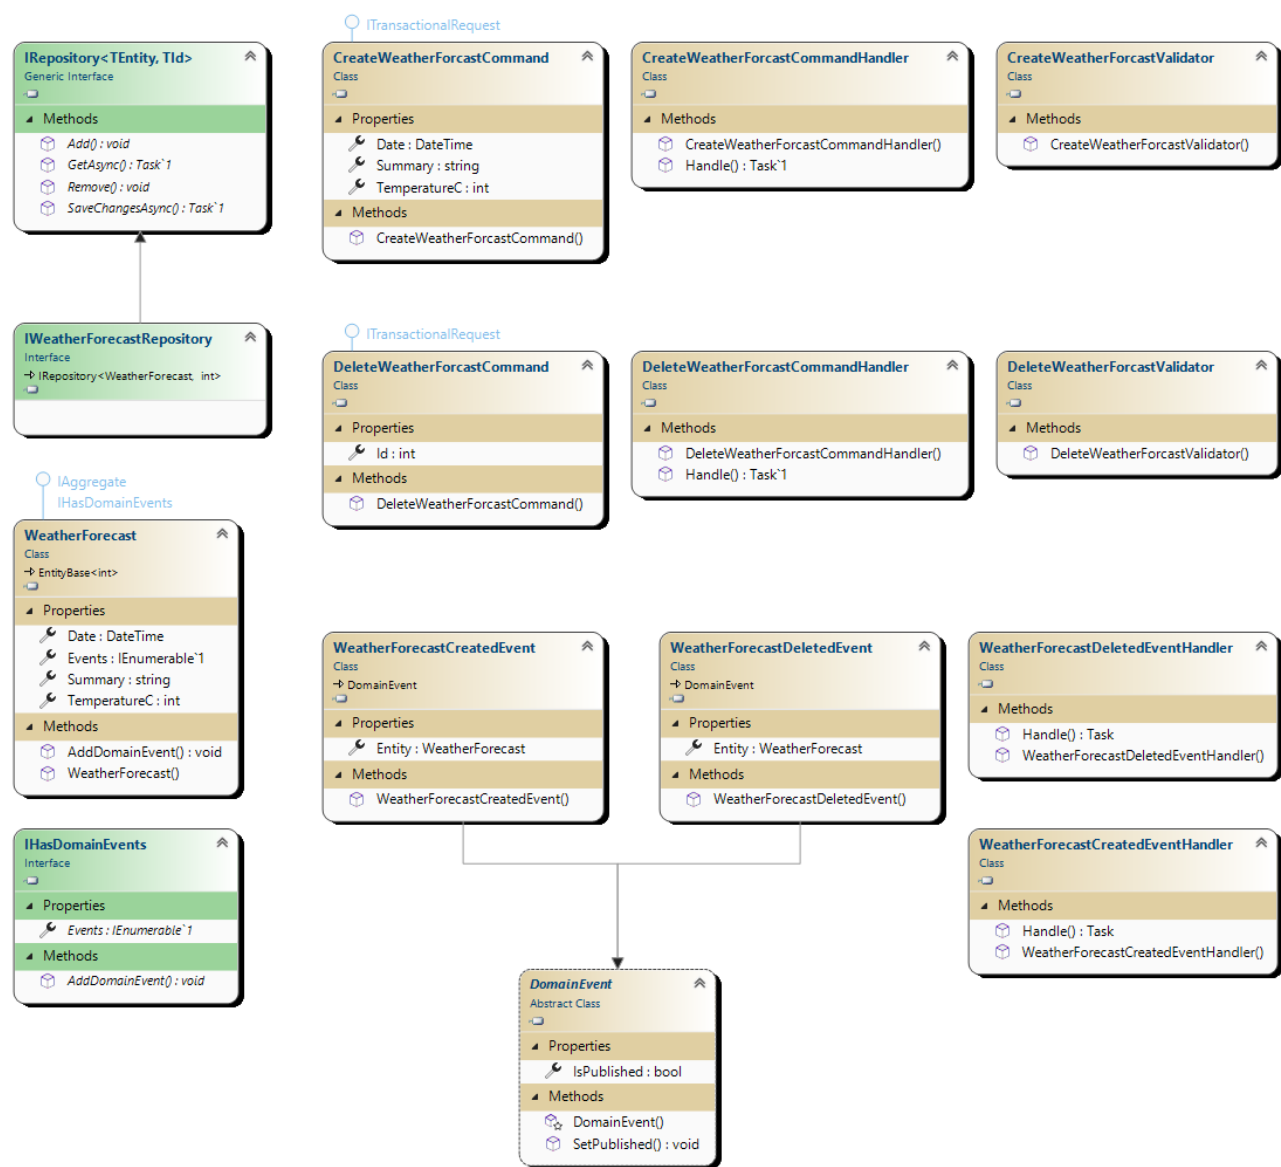 ITransactionalRequest
IRepository<TEntity, TId>
Generic Interface
Methods
Add() : void
GetAsync() : Task`1
Remove() : void
SaveChangesAsync() : Task`1
CreateWeatherForcastCommand
Class
Properties
Date : DateTime
Summary : string
TemperatureC : int
Methods
CreateWeatherForcastCommand()
CreateWeatherForcastCommandHandler
Class
Methods
CreateWeatherForcastCommandHandler()
Handle() : Task`1
CreateWeatherForcastValidator
Class
Methods
CreateWeatherForcastValidator()
IWeatherForecastRepository
Interface
IRepository<WeatherForecast, int>
ITransactionalRequest
DeleteWeatherForcastCommand
Class
Properties
Id : int
Methods
DeleteWeatherForcastCommand()
DeleteWeatherForcastCommandHandler
Class
Methods
DeleteWeatherForcastCommandHandler()
Handle() : Task`1
DeleteWeatherForcastValidator
Class
Methods
DeleteWeatherForcastValidator()
IAggregate
IHasDomainEvents
WeatherForecast
Class
EntityBase<int>
Properties
Date : DateTime
Events : IEnumerable`1
Summary : string
TemperatureC : int
Methods
AddDomainEvent() : void
WeatherForecast()
WeatherForecastCreatedEvent
Class
DomainEvent
Properties
Entity : WeatherForecast
Methods
WeatherForecastCreatedEvent()
WeatherForecastDeletedEvent
Class
DomainEvent
Properties
Entity : WeatherForecast
Methods
WeatherForecastDeletedEvent()
WeatherForecastDeletedEventHandler
Class
Methods
Handle() : Task
WeatherForecastDeletedEventHandler()
IHasDomainEvents
Interface
Properties
Events : IEnumerable`1
Methods
AddDomainEvent() : void
WeatherForecastCreatedEventHandler
Class
Methods
Handle() : Task
WeatherForecastCreatedEventHandler()
DomainEvent
Abstract Class
Properties
IsPublished : bool
Methods
DomainEvent()
SetPublished() : void